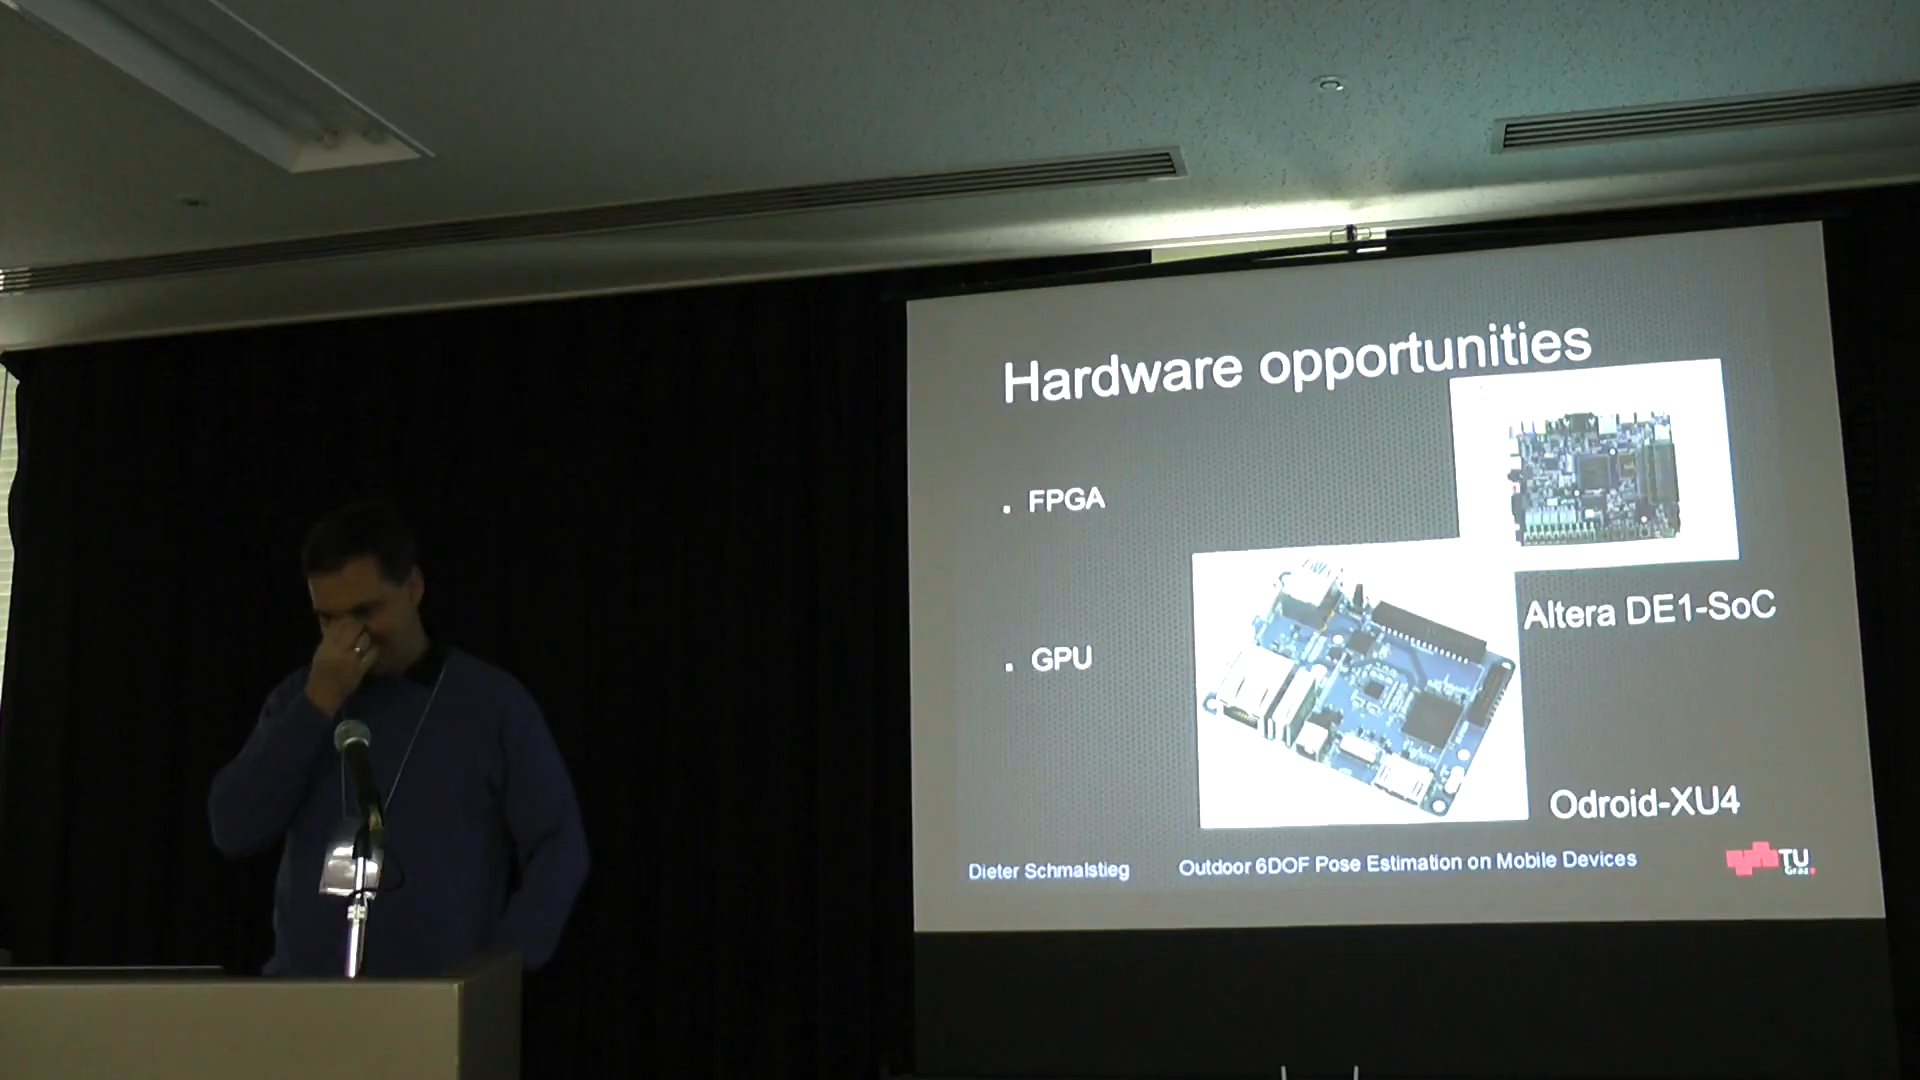 Hardware opportunities
. FPGA
Altera DE1-SoC
. GPU
Odroid-XU4
Dieter Schmalstieg Outdoor 6DOF Pose Estimation on Mobile Devices
TU
Graz